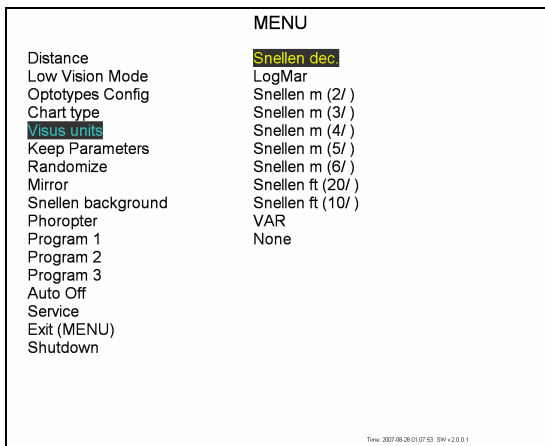 MENU
Distance
Low Vision Mode
Optotypes Config
Chart type
Visus units
Keep Parameters
Randomize
Mirror
Snellen background
Phoropter
Program 1
Program 2
Program 3
Auto Off
Service
Exit (MENU)
Shutdown
Snellen dec.
LogMar
Snellen m (2/ )
Snellen m (3/ )
Snellen m (4/ )
Snellen m (5/ )
Snellen m (6/ )
Snellen ft (20/ )
Snellen ft (10/ )
VAR
None
Time: 2007-08-28 01:07:53 SW v.2.0.0.1